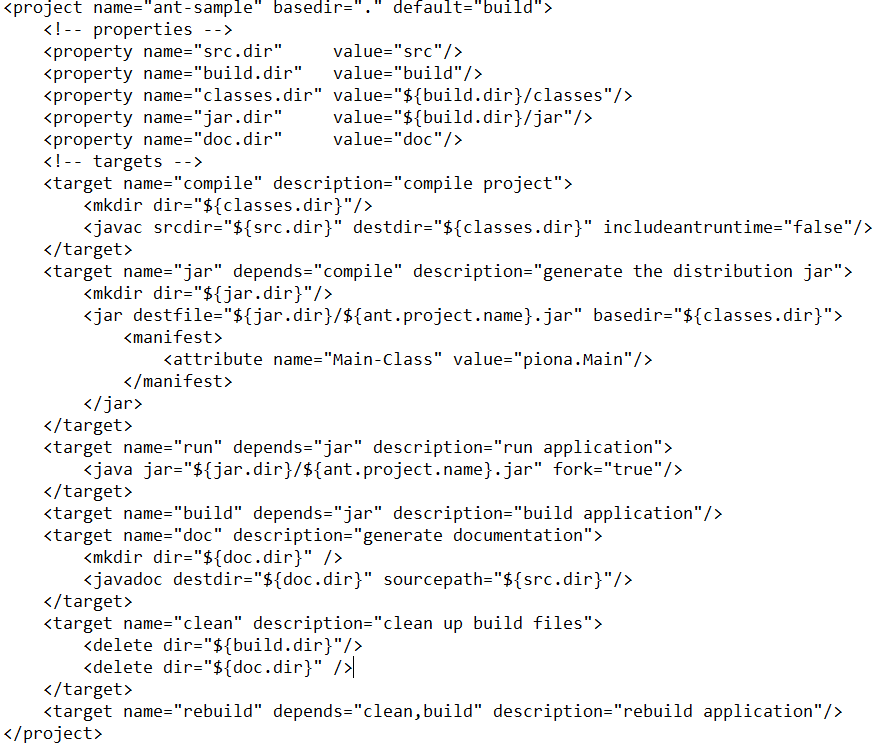 <project name="ant-sample" basedir="." default="build">
    <!-- properties -->
    <property name="src.dir"     value="src"/>
    <property name="build.dir"   value="build"/>
    <property name="classes.dir" value="${build.dir}/classes"/>
    <property name="jar.dir"     value="${build.dir}/jar"/>
    <property name="doc.dir"     value="doc"/>
    <!-- targets -->
    <target name="compile" description="compile project">
        <mkdir dir="${classes.dir}"/>
        <javac srcdir="${src.dir}" destdir="${classes.dir}" includeantruntime="false"/>
    </target>
    <target name="jar" depends="compile" description="generate the distribution jar">
        <mkdir dir="${jar.dir}"/>
        <jar destfile="${jar.dir}/${ant.project.name}.jar" basedir="${classes.dir}">
            <manifest>
                <attribute name="Main-Class" value="piona.Main"/>
            </manifest>
        </jar>
    </target>
    <target name="run" depends="jar" description="run application">
        <java jar="${jar.dir}/${ant.project.name}.jar" fork="true"/>
    </target>
    <target name="build" depends="jar" description="build application"/>
    <target name="doc" description="generate documentation">
        <mkdir dir="${doc.dir}" />
        <javadoc destdir="${doc.dir}" sourcepath="${src.dir}"/>
    </target>
    <target name="clean" description="clean up build files">
        <delete dir="${build.dir}"/>
        <delete dir="${doc.dir}" />
    </target>
    <target name="rebuild" depends="clean,build" description="rebuild application"/>
</project>